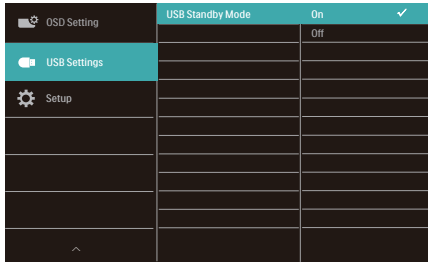 OSD Setting
USB Settings
Setup
USB Standby Mode
On
Off